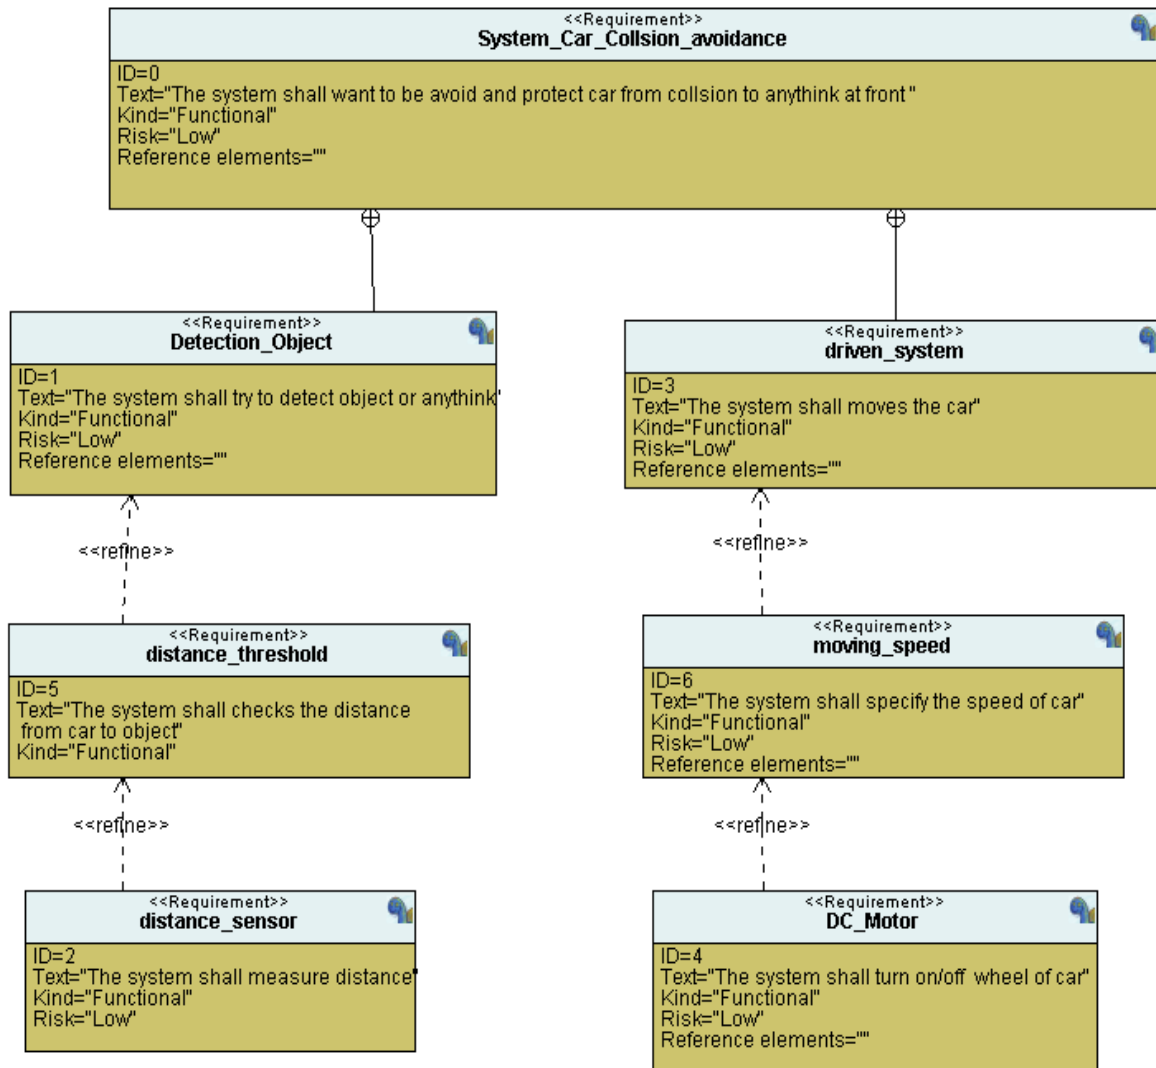 <<Requirement>>
System_Car_Collsion_avoidance
ID=0
Text="The system shall want to be avoid and protect car from collsion to anythink at front "
Kind="Functional"
Risk="Low"
Reference elements=""
<<Requirement>>
Detection_Object
ID=1
Text="The system shall try to detect object or anythink"
Kind="Functional"
Risk="Low"
Reference elements=""
<<Requirement>>
driven_system
ID=3
Text="The system shall moves the car"
Kind="Functional"
Risk="Low"
Reference elements=""
<<refine>>
<<refine>>
<<Requirement>>
distance_threshold
ID=5
Text="The system shall checks the distance
from car to object"
Kind="Functional"
<<Requirement>>
moving_speed
ID=6
Text="The system shall specify the speed of car"
Kind="Functional"
Risk="Low"
Reference elements=""
<<refine>>
<<refine>>
<<Requirement>>
distance_sensor
ID=2
Text="The system shall measure distance"
Kind="Functional"
Risk="Low"
<<Requirement>>
DC_Motor
ID=4
Text="The system shall turn on/off  wheel of car"
Kind="Functional"
Risk="Low"
Reference elements=""